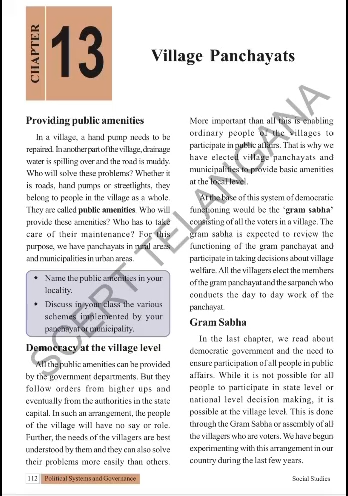 CHAPTER
13
Village Panchayats
Providing public amenities
In a village, a hand pump needs to be
repaired. In another part of the village, drainage
water is spilling over and the road is muddy.
Who will solve these problems? Whether it
is roads, hand pumps or streetlights, they
belong to people in the village as a whole.
They are called public amenities. Who will
provide these amenities? Who has to take
care of their maintenance? For this
purpose, we have panchayats in rural areas
and municipalities in urban areas.
◆ Name the public amenities in your
locality.
◆ Discuss in your class the various
schemes implemented by your
panchayat or municipality.
Democracy at the village level
All the public amenities can be provided
by the government departments. But they
follow orders from higher ups and
eventually from the authorities in the state
capital. In such an arrangement, the people
of the village will have no say or role.
Further, the needs of the villagers are best
understood by them and they can also solve
their problems more easily than others.
More important than all this is enabling
ordinary people of the villages to
participate in public affairs. That is why we
have elected village panchayats and
municipalities to provide basic amenities
at the local level.
At the base of this system of democratic
functioning would be the ‘gram sabha’
consisting of all the voters in a village. The
gram sabha is expected to review the
functioning of the gram panchayat and
participate in taking decisions about village
welfare. All the villagers elect the members
of the gram panchayat and the sarpanch who
conducts the day to day work of the
panchayat.
Gram Sabha
In the last chapter, we read about
democratic government and the need to
ensure participation of all people in public
affairs. While it is not possible for all
people to participate in state level or
national level decision making, it is
possible at the village level. This is done
through the Gram Sabha or assembly of all
the villagers who are voters. We have begun
experimenting with this arrangement in our
country during the last few years.
112 Political Systems and Governance
Social Studies
SCERT TELANGANA